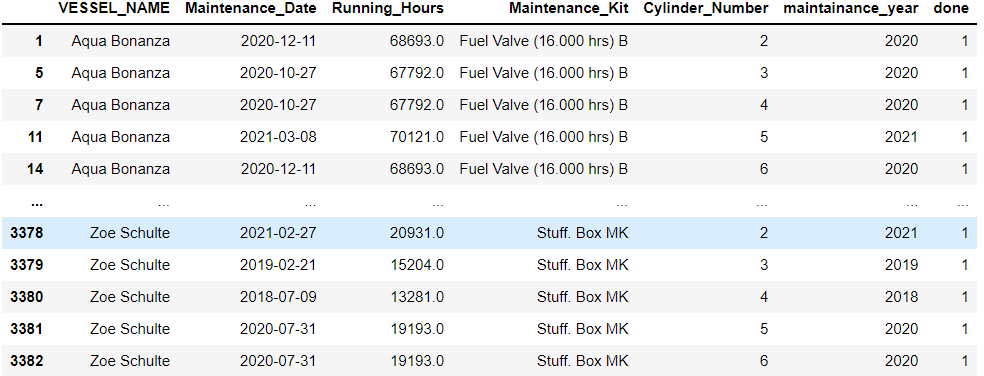 VESSEL_NAME Maintenance_Date Running_Hours Maintenance_Kit Cylinder_Number maintainance_year done
1 Aqua Bonanza 2020-12-11 68693.0 Fuel Valve (16.000 hrs) B 2 2020 1
5 Aqua Bonanza 2020-10-27 67792.0 Fuel Valve (16.000 hrs) B 3 2020 1
7 Aqua Bonanza 2020-10-27 67792.0 Fuel Valve (16.000 hrs) B 4 2020 1
11 Aqua Bonanza 2021-03-08 70121.0 Fuel Valve (16.000 hrs) B 5 2021 1
14 Aqua Bonanza 2020-12-11 68693.0 Fuel Valve (16.000 hrs) B 6 2020 1
... ... ... ... ... ... ... ...
3378 Zoe Schulte 2021-02-27 20931.0 Stuff. Box MK 2 2021 1
3379 Zoe Schulte 2019-02-21 15204.0 Stuff. Box MK 3 2019 1
3380 Zoe Schulte 2018-07-09 13281.0 Stuff. Box MK 4 2018 1
3381 Zoe Schulte 2020-07-31 19193.0 Stuff. Box MK 5 2020 1
3382 Zoe Schulte 2020-07-31 19193.0 Stuff. Box MK 6 2020 1